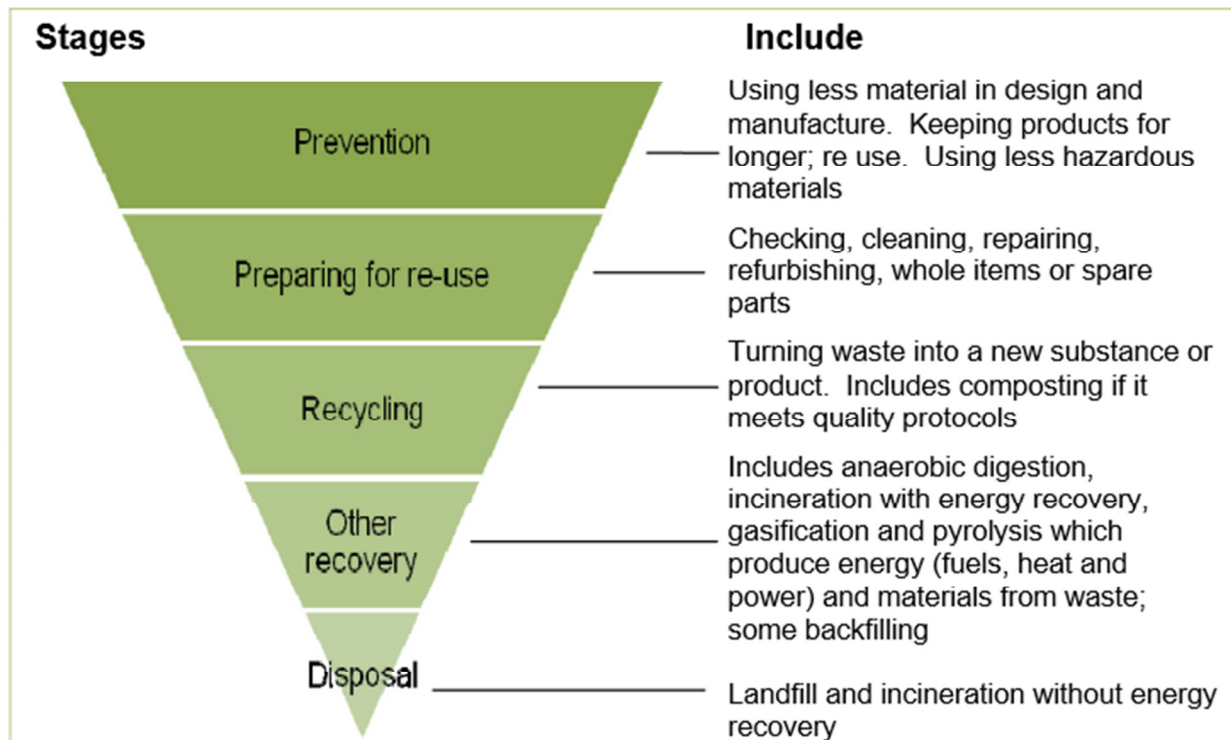 Stages
Include
Prevention
Using less material in design and
manufacture.  Keeping products for
longer; re use.  Using less hazardous
materials
Preparing for re-use
Checking, cleaning, repairing,
refurbishing, whole items or spare
parts
Recycling
Turning waste into a new substance or
product.  Includes composting if it
meets quality protocols
Other
recovery
Includes anaerobic digestion,
incineration with energy recovery,
gasification and pyrolysis which
produce energy (fuels, heat and
power) and materials from waste;
some backfilling
Disposal
Landfill and incineration without energy
recovery